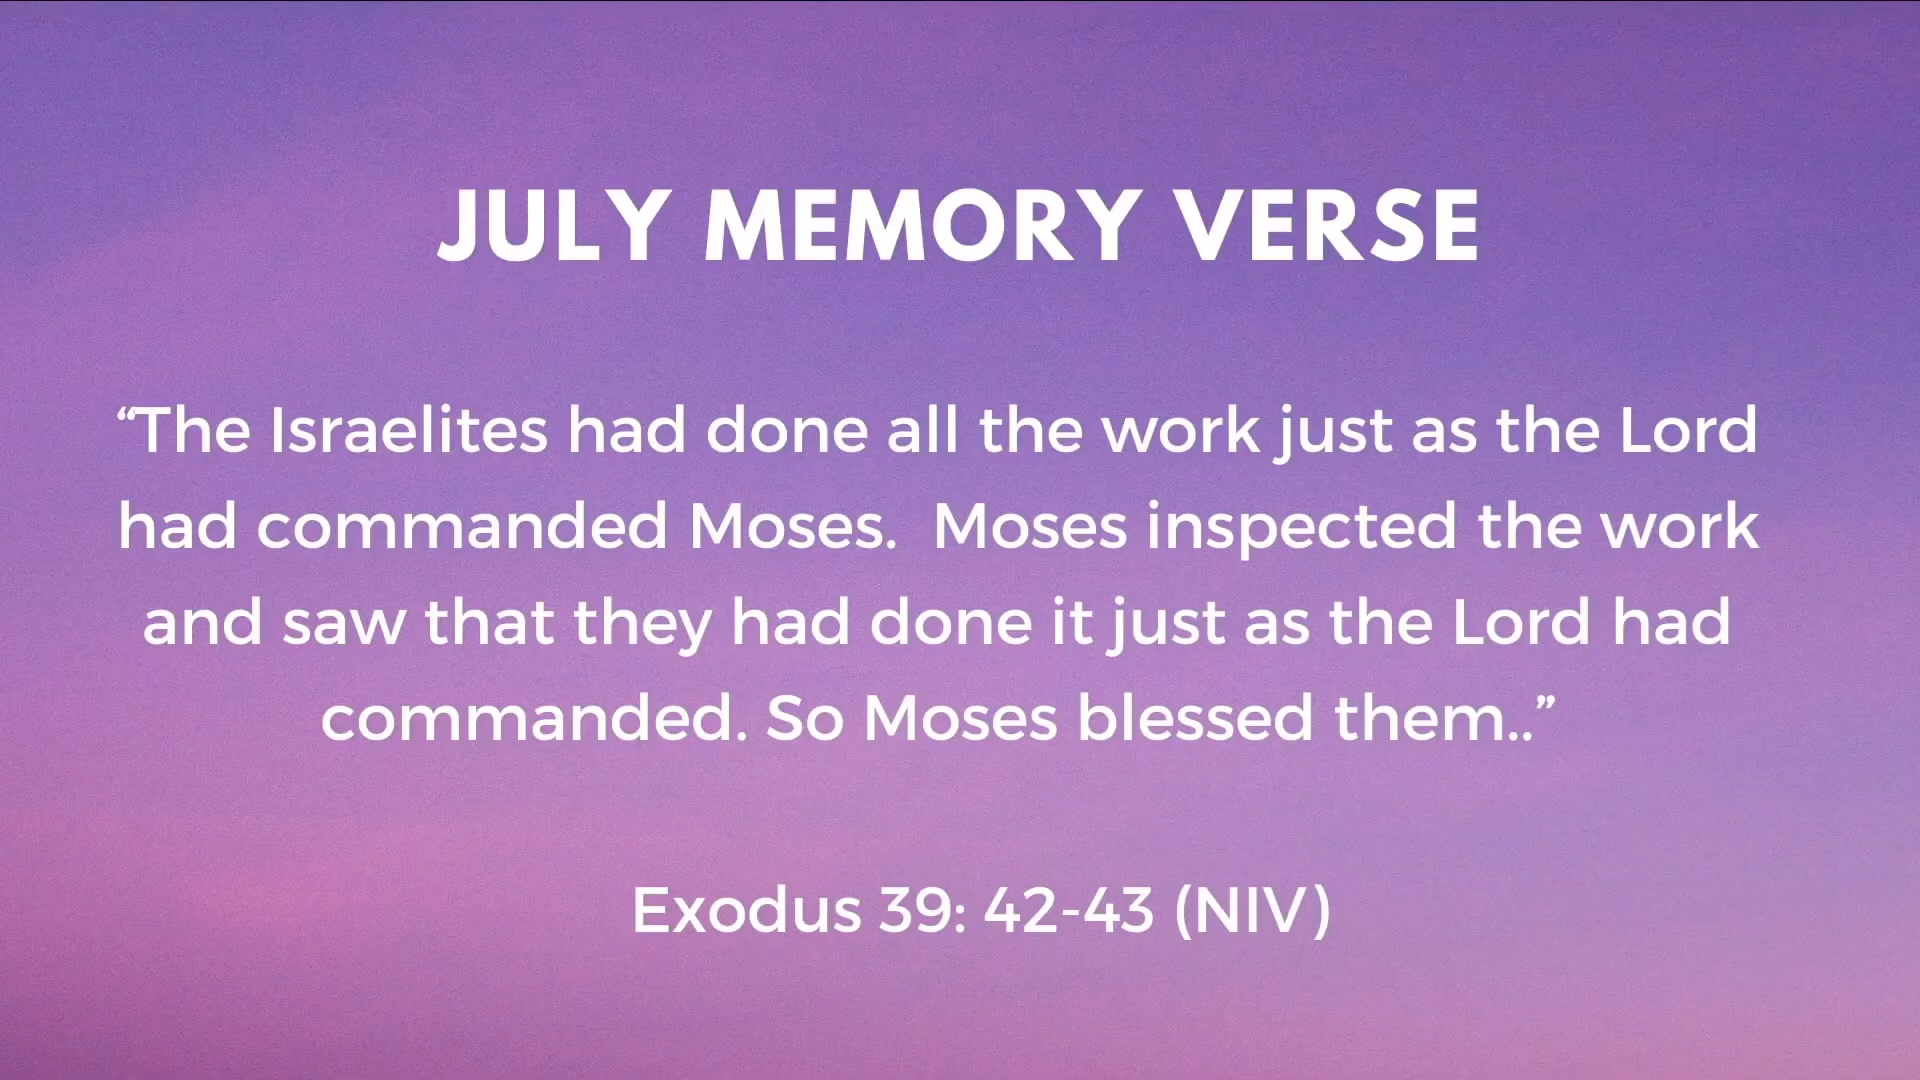 JULY MEMORY VERSE
“The Israelites had done all the work just as the Lord
had commanded Moses.  Moses inspected the work
and saw that they had done it just as the Lord had
commanded. So Moses blessed them..”
Exodus 39: 42-43 (NIV)